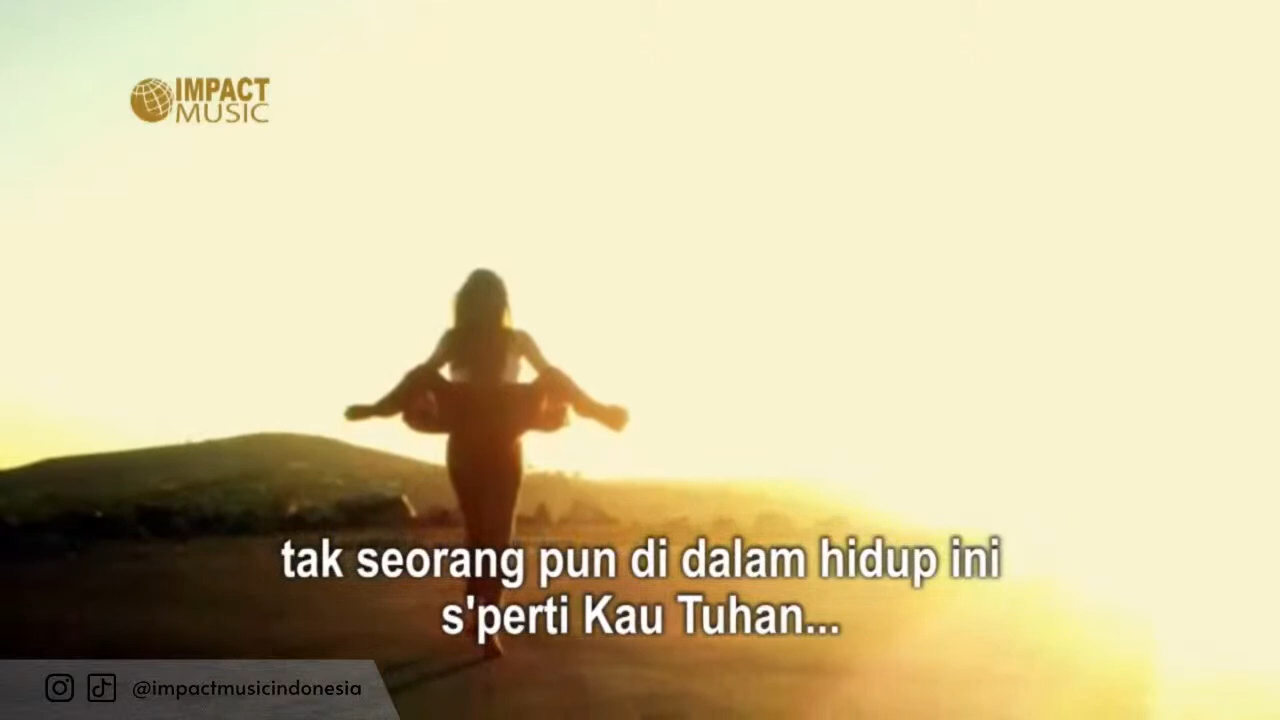 IMPACT
MUSIC
tak seorang pun di dalam hidup ini
s'perti Kau Tuhan...
@impactmusicindonesia